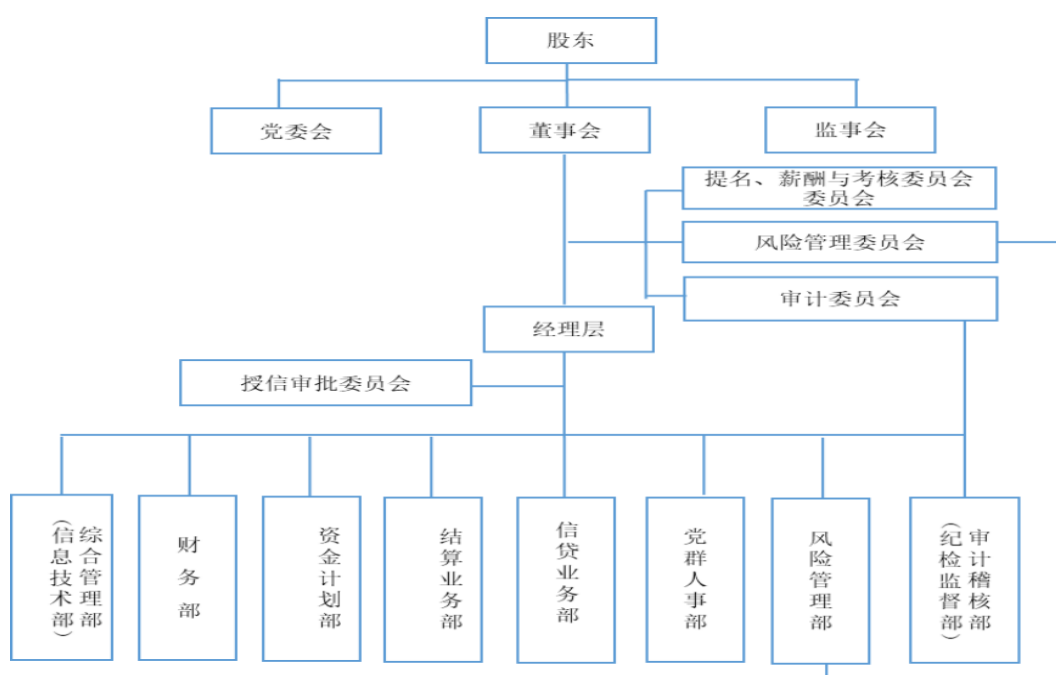 股东
党委会
董事会
监事会
提名、薪酬与考核委员会
委员会
风险管理委员会
审计委员会
经理层
授信审批委员会
综合管理部
（信息技术部）
财务部
资金计划部
结算业务部
信贷业务部
党群人事部
风险管理部
审计稽核部
（纪检监督部）